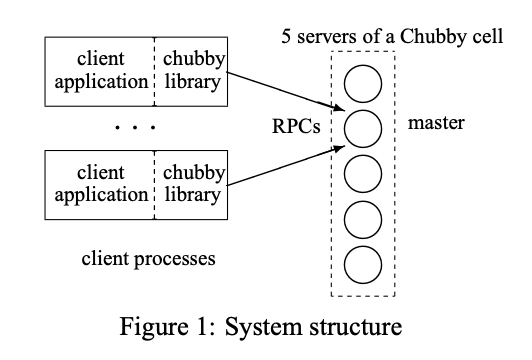 5 servers of a Chubby cell
client application
chubby library
. . .
RPCs
master
client application
chubby library
client processes
Figure 1: System structure